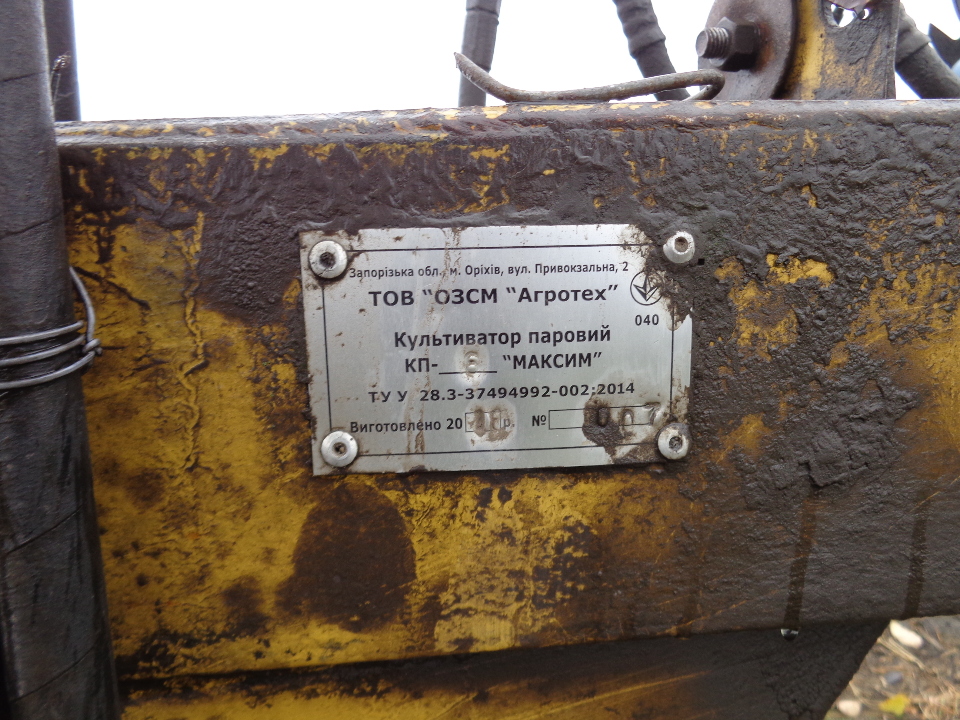 Запорізька обл., м. Оріхів, вул. Привокзальна, 2
ТОВ “ОЗСМ “Агротех”
040
Культиватор паровий
КП- “МАКСИМ”
ТУ У 28.3-37494992-002:2014
Виготовлено 20 р. №